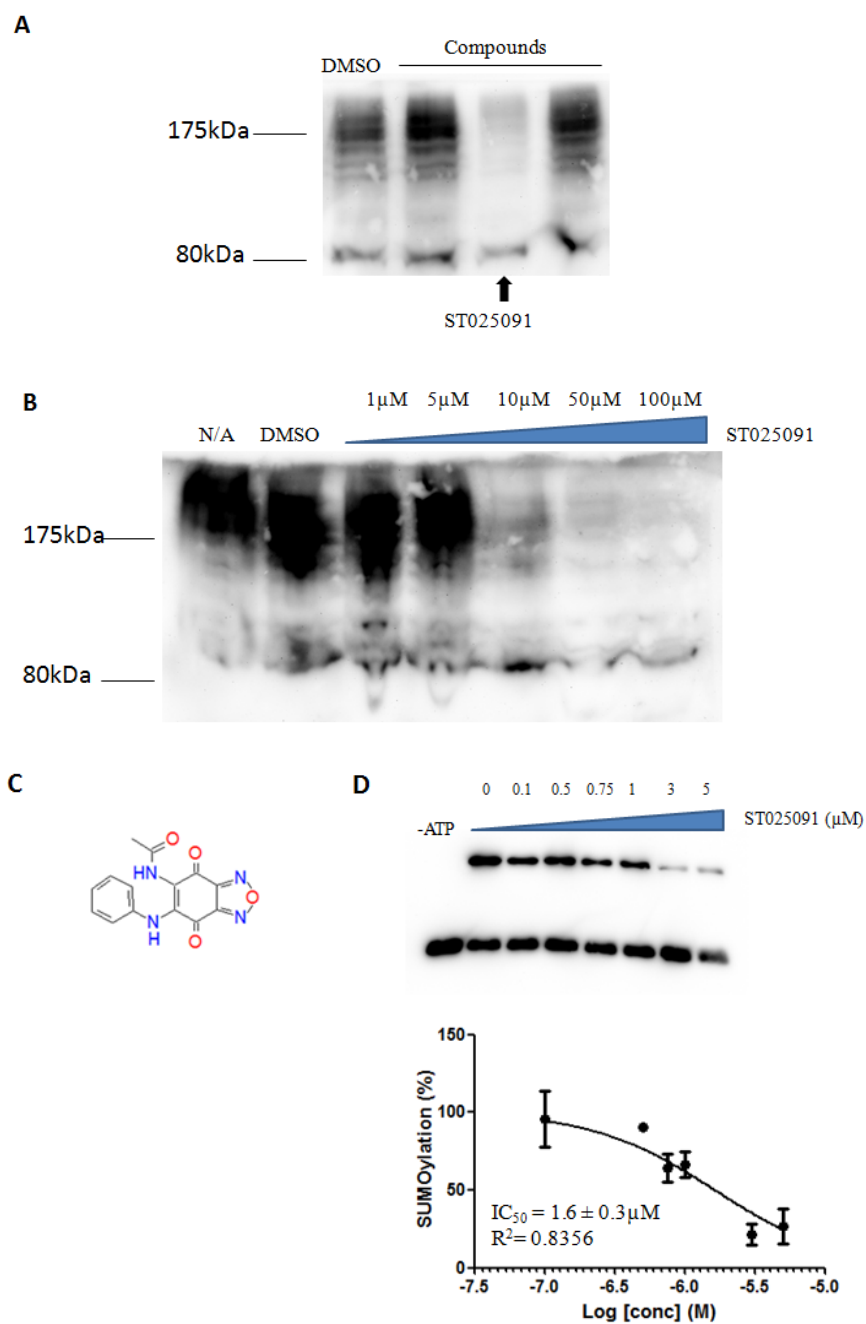 A
Compounds
DMSO
175kDa
80kDa
ST025091
B
1µM 5µM 10µM 50µM 100µM
N/A DMSO ST025091
175kDa
80kDa
C
D
O O
HN N
O
N
N
H O
0 0.1 0.5 0.75 1 3 5
-ATP ST025091 (µM)
150
100
50
0
SUMOylation (%)
IC50 = 1.6 ± 0.3µM
R2= 0.8356
-7.5 -7.0 -6.5 -6.0 -5.5 -5.0
Log [conc] (M)